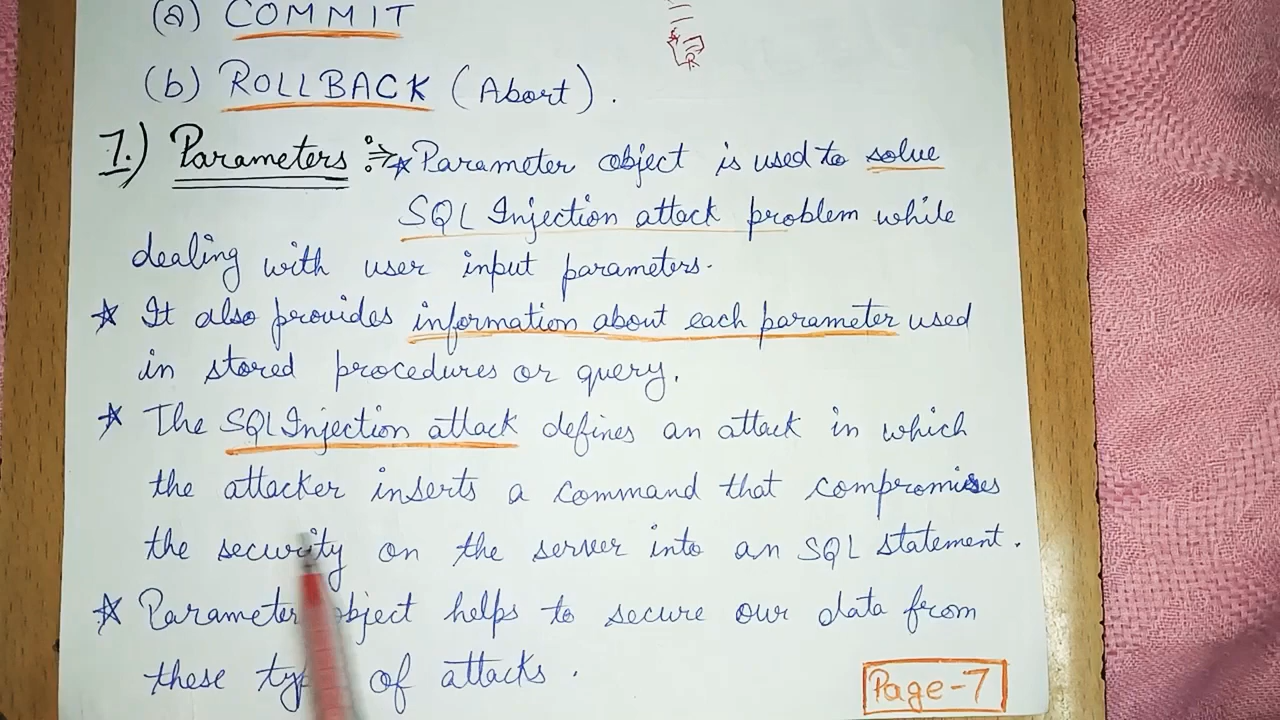 (a) COMMIT
(b) ROLLBACK (Abort).
7.) Parameters :⇒ ★ Parameter object is used to solve
SQL Injection attack problem while
dealing with user input parameters.
★ It also provides information about each parameter used
in stored procedures or query.
★ The SQL Injection attack defines an attack in which
the attacker inserts a command that compromises
the security on the server into an SQL statement.
★ Parameter object helps to secure our data from
these of attacks.
Page-7